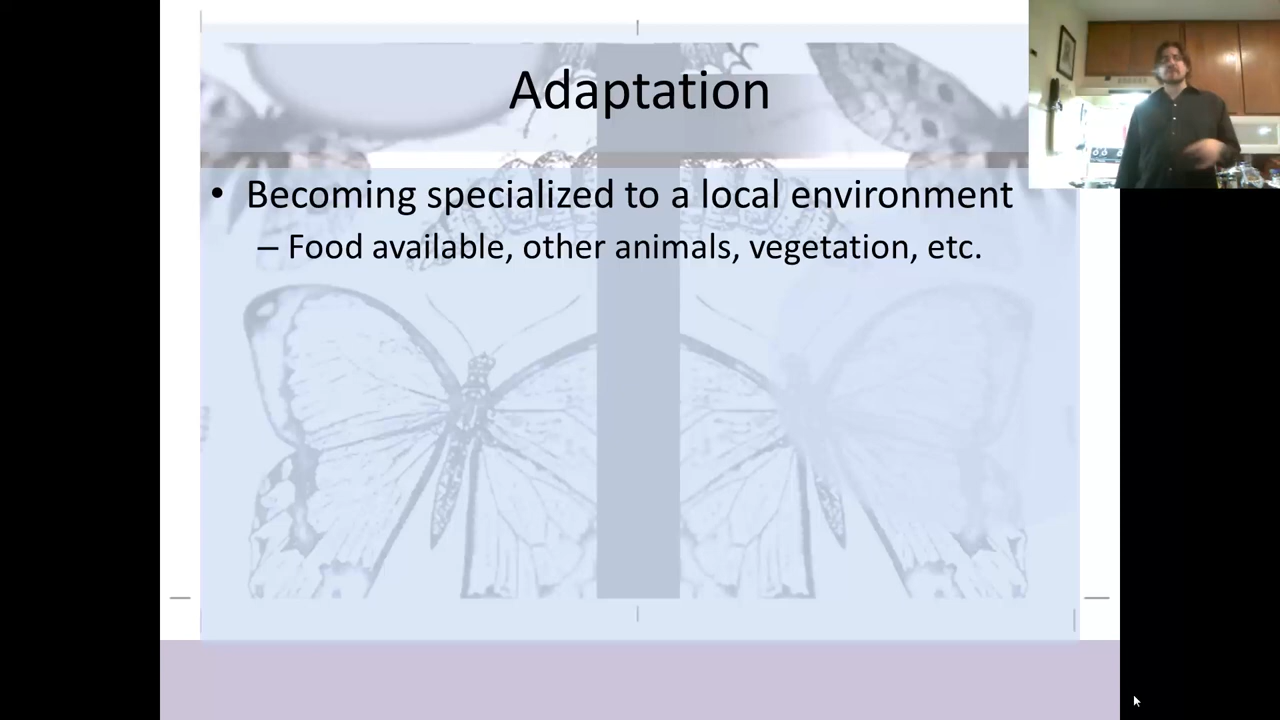 Adaptation
• Becoming specialized to a local environment
– Food available, other animals, vegetation, etc.